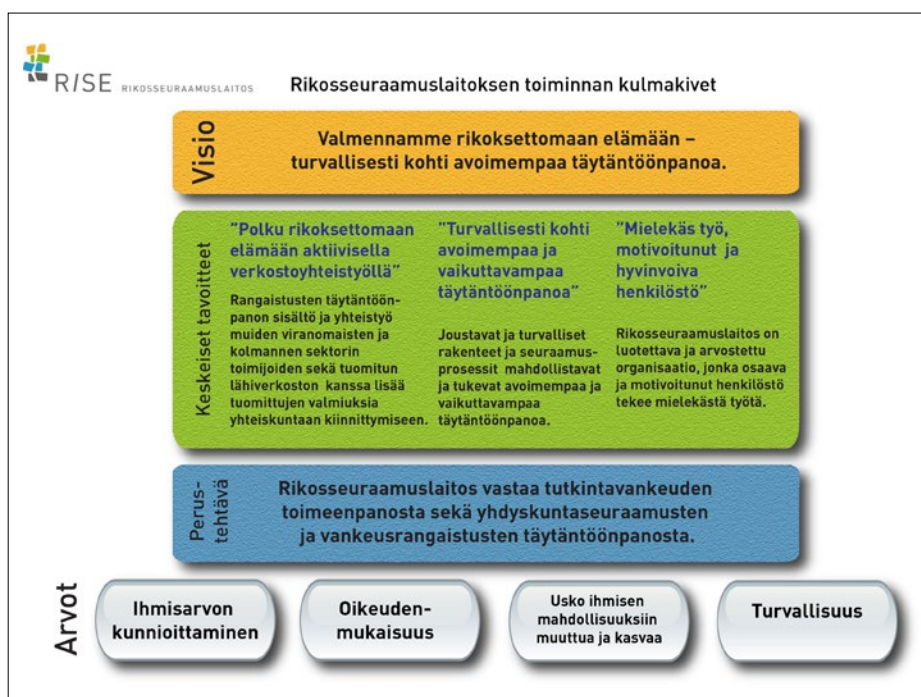 RISE RIKOSSEURAAMUSLAITOS
Rikosseuraamuslaitoksen toiminnan kulmakivet
Visio
Valmennamme rikoksettomaan elämään –
turvallisesti kohti avoimempaa täytäntöönpanoa.
Keskeiset tavoitteet
"Polku rikoksettomaan
elämään aktiivisella
verkostoyhteistyöllä"
Rangaistusten täytäntöön-
panon sisältö ja yhteistyö
muiden viranomaisten ja
kolmannen sektorin
toimijoiden sekä tuomitun
lähiverkoston kanssa lisää
tuomittujen valmiuksia
yhteiskuntaan kiinnittymiseen.
"Turvallisesti kohti
avoimempaa ja
vaikuttavampaa
täytäntöönpanoa"
Joustavat ja turvalliset
rakenteet ja seuraamus-
prosessit mahdollistavat
ja tukevat avoimempaa ja
vaikuttavampaa
täytäntöönpanoa.
"Mielekäs työ,
motivoitunut ja
hyvinvoiva
henkilöstö"
Rikosseuraamuslaitos on
luotettava ja arvostettu
organisaatio, jonka osaava
ja motivoitunut henkilöstö
tekee mielekästä työtä.
Perus-
tehtävä
Rikosseuraamuslaitos vastaa tutkintavankeuden
toimeenpanosta sekä yhdyskuntaseuraamusten
ja vankeusrangaistusten täytäntöönpanosta.
Arvot
Ihmisarvon
kunnioittaminen
Oikeuden-
mukaisuus
Usko ihmisen
mahdollisuuksiin
muuttua ja kasvaa
Turvallisuus